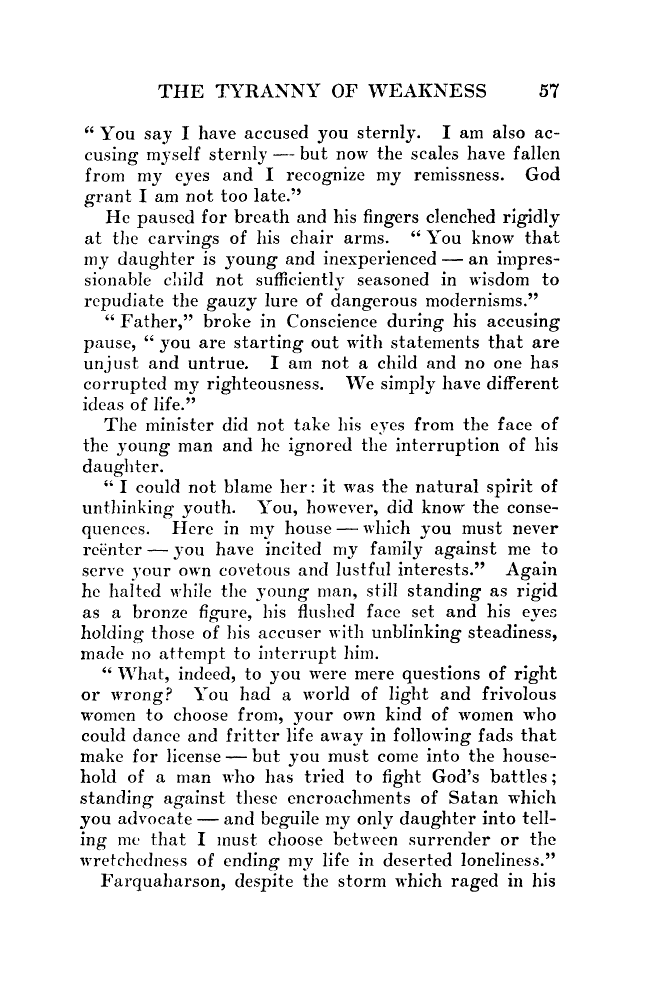 THE TYRANNY OF WEAKNESS 57
“ You say I have accused you sternly. I am also ac-
cusing myself sternly — but now the scales have fallen
from my eyes and I recognize my remissness. God
grant I am not too late.”
He paused for breath and his fingers clenched rigidly
at the carvings of his chair arms. “ You know that
my daughter is young and inexperienced — an impres-
sionable child not sufficiently seasoned in wisdom to
repudiate the gauzy lure of dangerous modernisms.”
“ Father,” broke in Conscience during his accusing
pause, “ you are starting out with statements that are
unjust and untrue. I am not a child and no one has
corrupted my righteousness. We simply have different
ideas of life.”
The minister did not take his eyes from the face of
the young man and he ignored the interruption of his
daughter.
“ I could not blame her: it was the natural spirit of
unthinking youth. You, however, did know the conse-
quences. Here in my house — which you must never
reënter — you have incited my family against me to
serve your own covetous and lustful interests.” Again
he halted while the young man, still standing as rigid
as a bronze figure, his flushed face set and his eyes
holding those of his accuser with unblinking steadiness,
made no attempt to interrupt him.
“ What, indeed, to you were mere questions of right
or wrong? You had a world of light and frivolous
women to choose from, your own kind of women who
could dance and fritter life away in following fads that
make for license — but you must come into the house-
hold of a man who has tried to fight God's battles;
standing against these encroachments of Satan which
you advocate — and beguile my only daughter into tell-
ing me that I must choose between surrender or the
wretchedness of ending my life in deserted loneliness.”
Farquaharson, despite the storm which raged in his